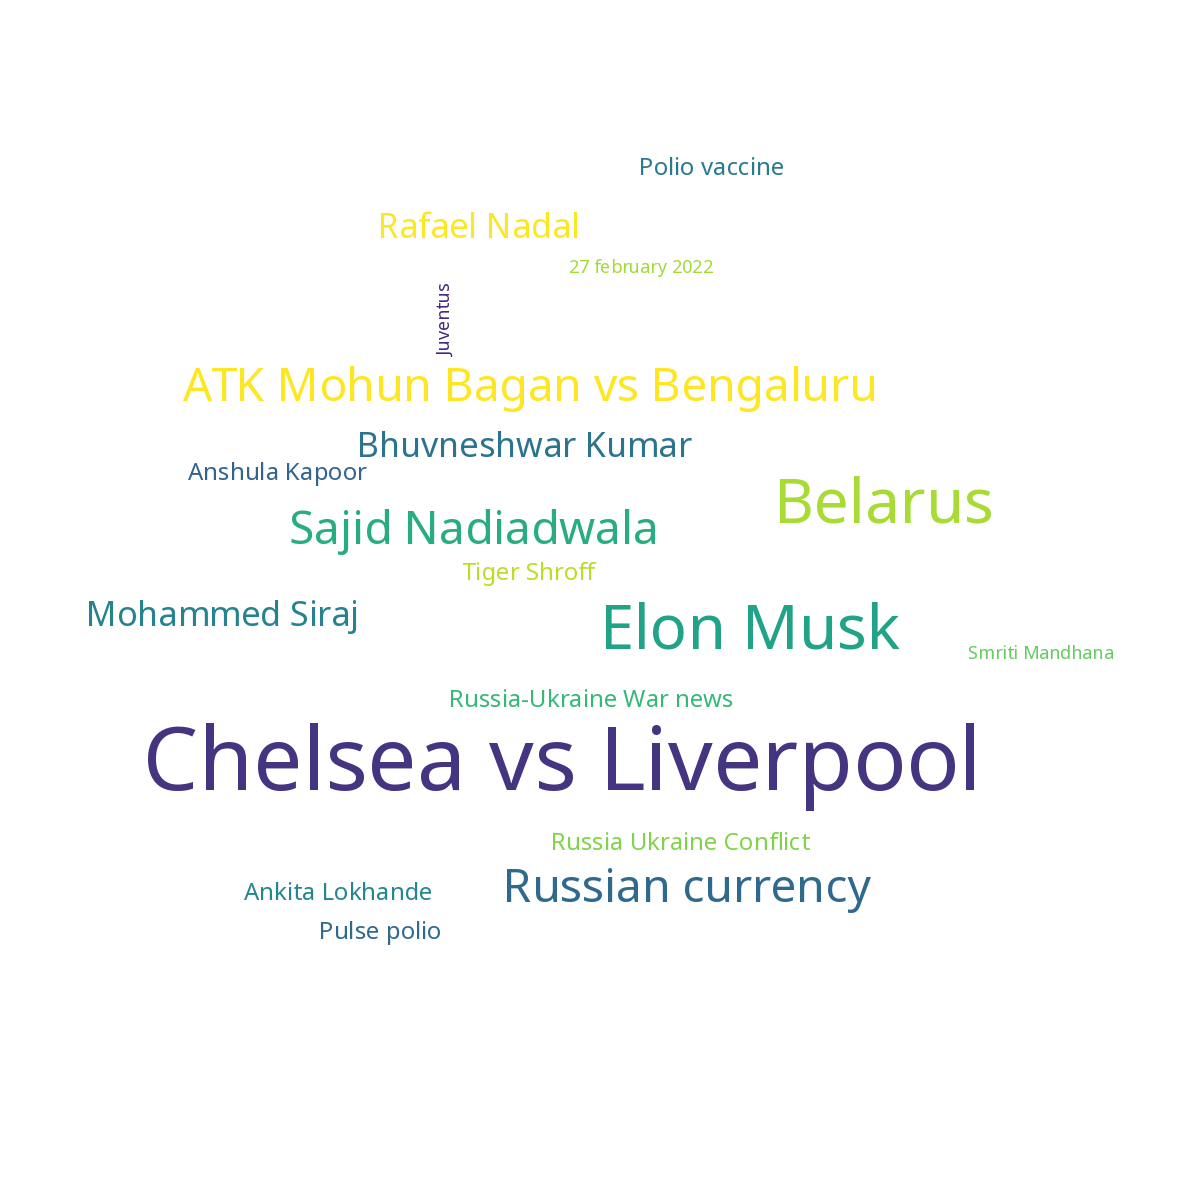 Polio vaccine
Rafael Nadal
27 february 2022
Juventus
ATK Mohun Bagan vs Bengaluru
Bhuvneshwar Kumar
Anshula Kapoor
Belarus
Sajid Nadiadwala
Tiger Shroff
Mohammed Siraj
Elon Musk
Smriti Mandhana
Russia-Ukraine War news
Chelsea vs Liverpool
Russia Ukraine Conflict
Russian currency
Ankita Lokhande
Pulse polio